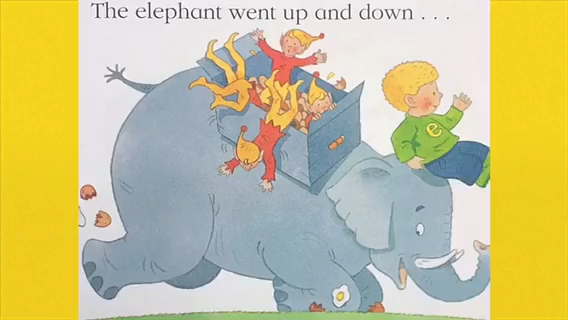 The elephant went up and down . . .
e